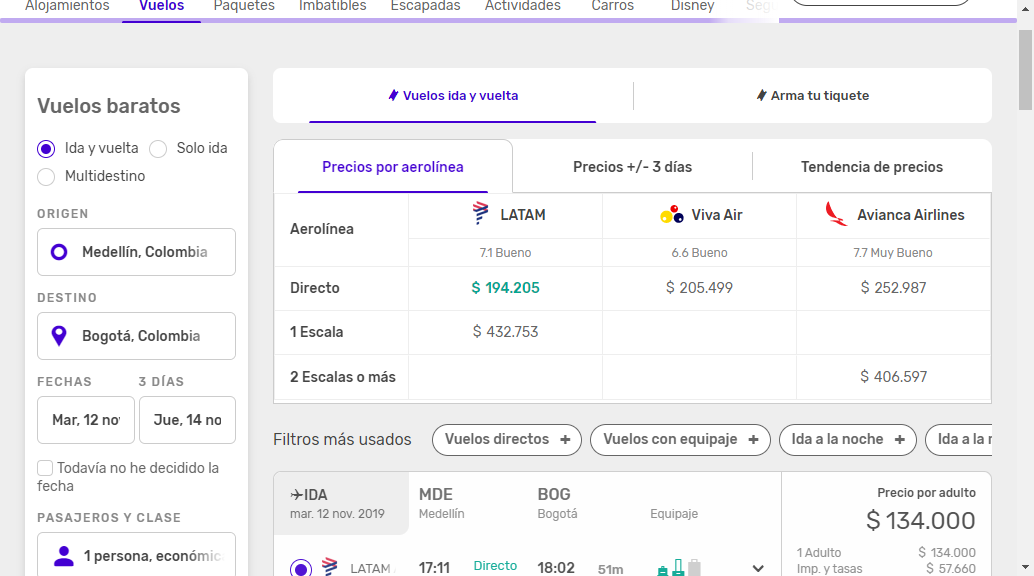 Alojamientos Vuelos Paquetes Imbatibles Escapadas Actividades Carros Disney
Vuelos baratos
Ida y vuelta Solo ida
Multidestino
ORIGEN
Medellín, Colombia
DESTINO
Bogotá, Colombia
FECHAS 3 DÍAS
Mar, 12 no Jue, 14 no
Todavía no he decidido la
fecha
PASAJEROS Y CLASE
1 persona, económic
Vuelos ida y vuelta Arma tu tiquete
Precios por aerolínea Precios +/- 3 días Tendencia de precios
Aerolínea LATAM Viva Air Avianca Airlines
7.1 Bueno 6.6 Bueno 7.7 Muy Bueno
Directo $ 194.205 $ 205.499 $ 252.987
1 Escala $ 432.753
2 Escalas o más $ 406.597
Filtros más usados Vuelos directos + Vuelos con equipaje + Ida a la noche + Ida a la
IDA MDE BOG
mar. 12 nov. 2019 Medellín Bogotá Equipaje
LATAM 17:11 Directo 18:02 51m
Precio por adulto
$ 134.000
1 Adulto $ 134.000
Imp. y tasas $ 57.660